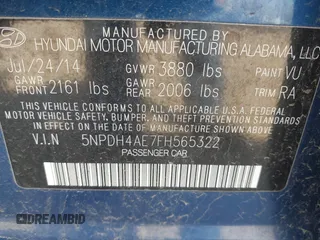 MANUFACTURED BY
HYUNDAI MOTOR MANUFACTURING ALABAMA, LLC
Jul/24/14 GVWR 3880 lbs PAINT VU
GAWR FRONT 2161 lbs GAWR REAR 2006 lbs TRIM RA
THIS VEHICLE CONFORMS TO ALL APPLICABLE U.S. FEDERAL
MOTOR VEHICLE SAFETY, BUMPER, AND THEFT PREVENTION
STANDARDS IN EFFECT ON THE DATE OF MANUFACTURE SHOWN ABOVE.
V.I.N 5NPDH4AE7FH565322
PASSENGER CAR
DREAMBID